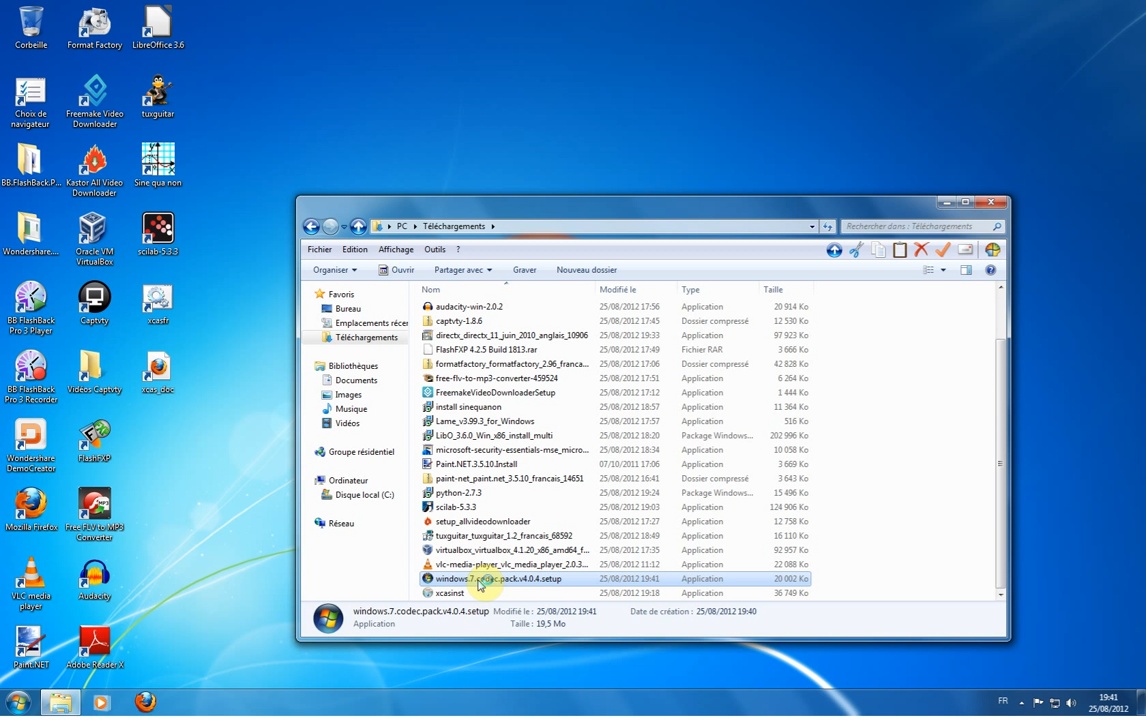 Corbeille
Format Factory
LibreOffice 3.6
Choix de
navigateur
Freemake Video
Downloader
tuxguitar
BB.FlashBack.P...
Kastor All Video
Downloader
Sine qua non
Wondershare....
Oracle VM
VirtualBox
scilab-5.3.3
BB FlashBack
Pro 3 Player
Captvty
xcasfr
BB FlashBack
Pro 3 Recorder
Vidéos Captvty
xcas_doc
Wondershare
DemoCreator
FlashFXP
Mozilla Firefox
Free FLV to MP3
Converter
VLC media
player
Audacity
Paint.NET
Adobe Reader X
PC
Téléchargements
Rechercher dans : Téléchargements
Fichier Edition Affichage Outils ?
Organiser Ouvrir Partager avec Graver Nouveau dossier
Favoris
Bureau
Emplacements récer
Téléchargements
Bibliothèques
Documents
Images
Musique
Vidéos
Groupe résidentiel
Ordinateur
Disque local (C:)
Réseau
Nom Modifié le Type Taille
audacity-win-2.0.2 25/08/2012 17:56 Application 20 914 Ko
captvty-1.8.6 25/08/2012 17:45 Dossier compressé 12 530 Ko
directx_directx_11_juin_2010_anglais_10906 25/08/2012 19:33 Application 97 923 Ko
FlashFXP 4.2.5 Build 1813.rar 25/08/2012 17:49 Fichier RAR 3 666 Ko
formatfactory_formatfactory_2.96_franca... 25/08/2012 17:06 Application 42 828 Ko
free-flv-to-mp3-converter-459524 25/08/2012 17:51 Application 6 264 Ko
FreemakeVideoDownloaderSetup 25/08/2012 17:12 Application 1 444 Ko
install sinequanon 25/08/2012 18:57 Application 11 364 Ko
Lame_v3.99.3_for_Windows 25/08/2012 17:57 Application 516 Ko
LibO_3.6.0_Win_x86_install_multi 25/08/2012 18:20 Package Windows... 202 996 Ko
microsoft-security-essentials-mse_micro... 25/08/2012 18:34 Application 10 058 Ko
Paint.NET.3.5.10.Install 07/10/2011 17:06 Application 3 669 Ko
paint-net_paint.net_3.5.10_francais_14651 25/08/2012 16:41 Dossier compressé 3 643 Ko
python-2.7.3 25/08/2012 19:24 Package Windows... 15 496 Ko
scilab-5.3.3 25/08/2012 19:03 Application 124 906 Ko
setup_allvideodownloader 25/08/2012 17:27 Application 12 758 Ko
tuxguitar_tuxguitar_1.2_francais_68592 25/08/2012 18:49 Application 16 110 Ko
virtualbox_virtualbox_4.1.20_x86_amd64_f... 25/08/2012 17:35 Application 92 957 Ko
vlc-media-player_vlc_media_player_2.0.3... 25/08/2012 11:12 Application 22 088 Ko
windows.7.codec.pack.v4.0.4.setup 25/08/2012 19:41 Application 20 002 Ko
xcasinst 25/08/2012 19:18 Application 36 749 Ko
windows.7.codec.pack.v4.0.4.setup Modifié le : 25/08/2012 19:41 Date de création : 25/08/2012 19:40
Application Taille : 19,5 Mo
FR
19:41
25/08/2012